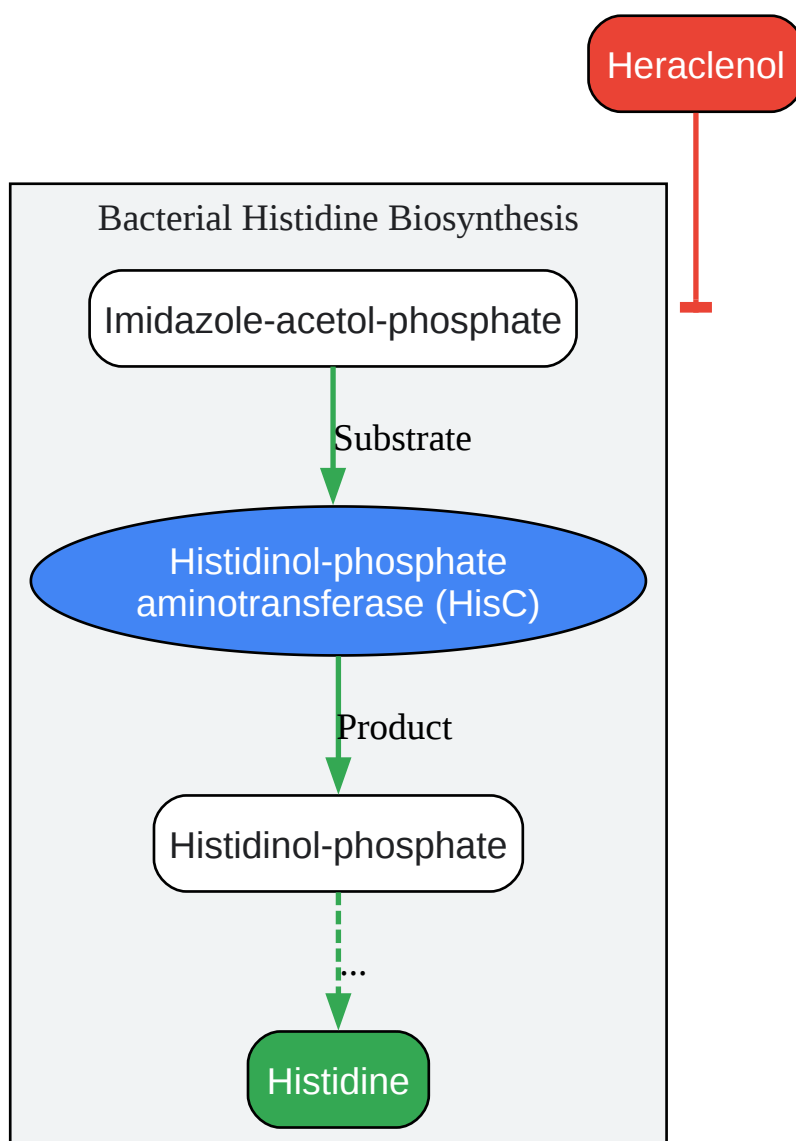 Heraclenol
Bacterial Histidine Biosynthesis
Imidazole-acetol-phosphate
Substrate
Histidinol-phosphate
aminotransferase (HisC)
Product
Histidinol-phosphate
...
Histidine